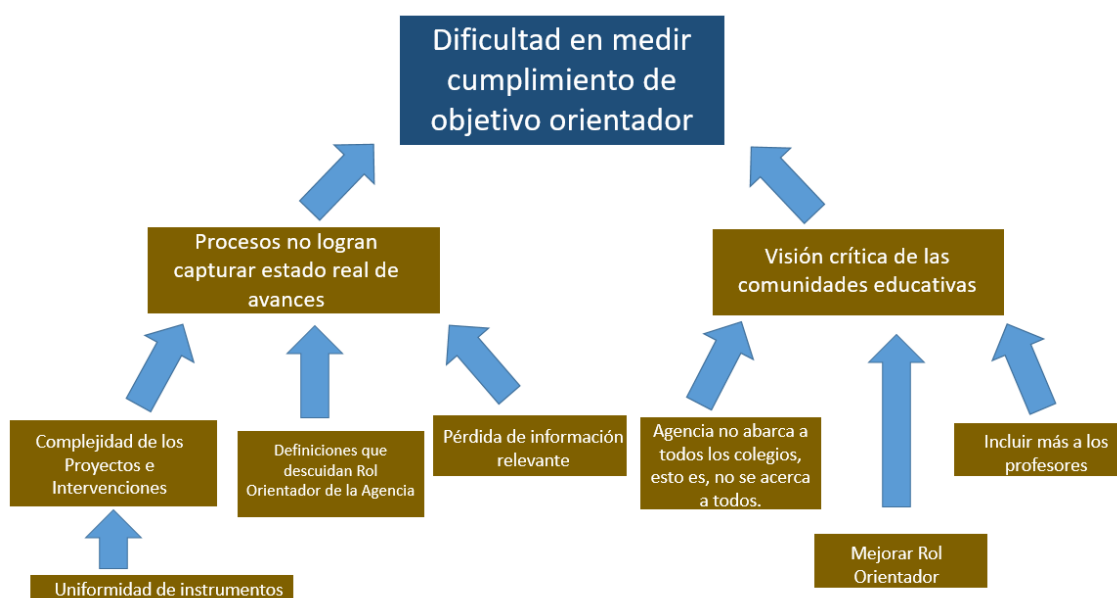 Dificultad en medir
cumplimiento de
objetivo orientador
Procesos no logran
capturar estado real de
avances
Visión crítica de las
comunidades educativas
Complejidad de los
Proyectos e
Intervenciones
Definiciones que
descuidan Rol
Orientador de la Agencia
Pérdida de información
relevante
Agencia no abarca a
todos los colegios,
esto es, no se acerca
a todos.
Incluir más a los
profesores
Mejorar Rol
Orientador
Uniformidad de instrumentos